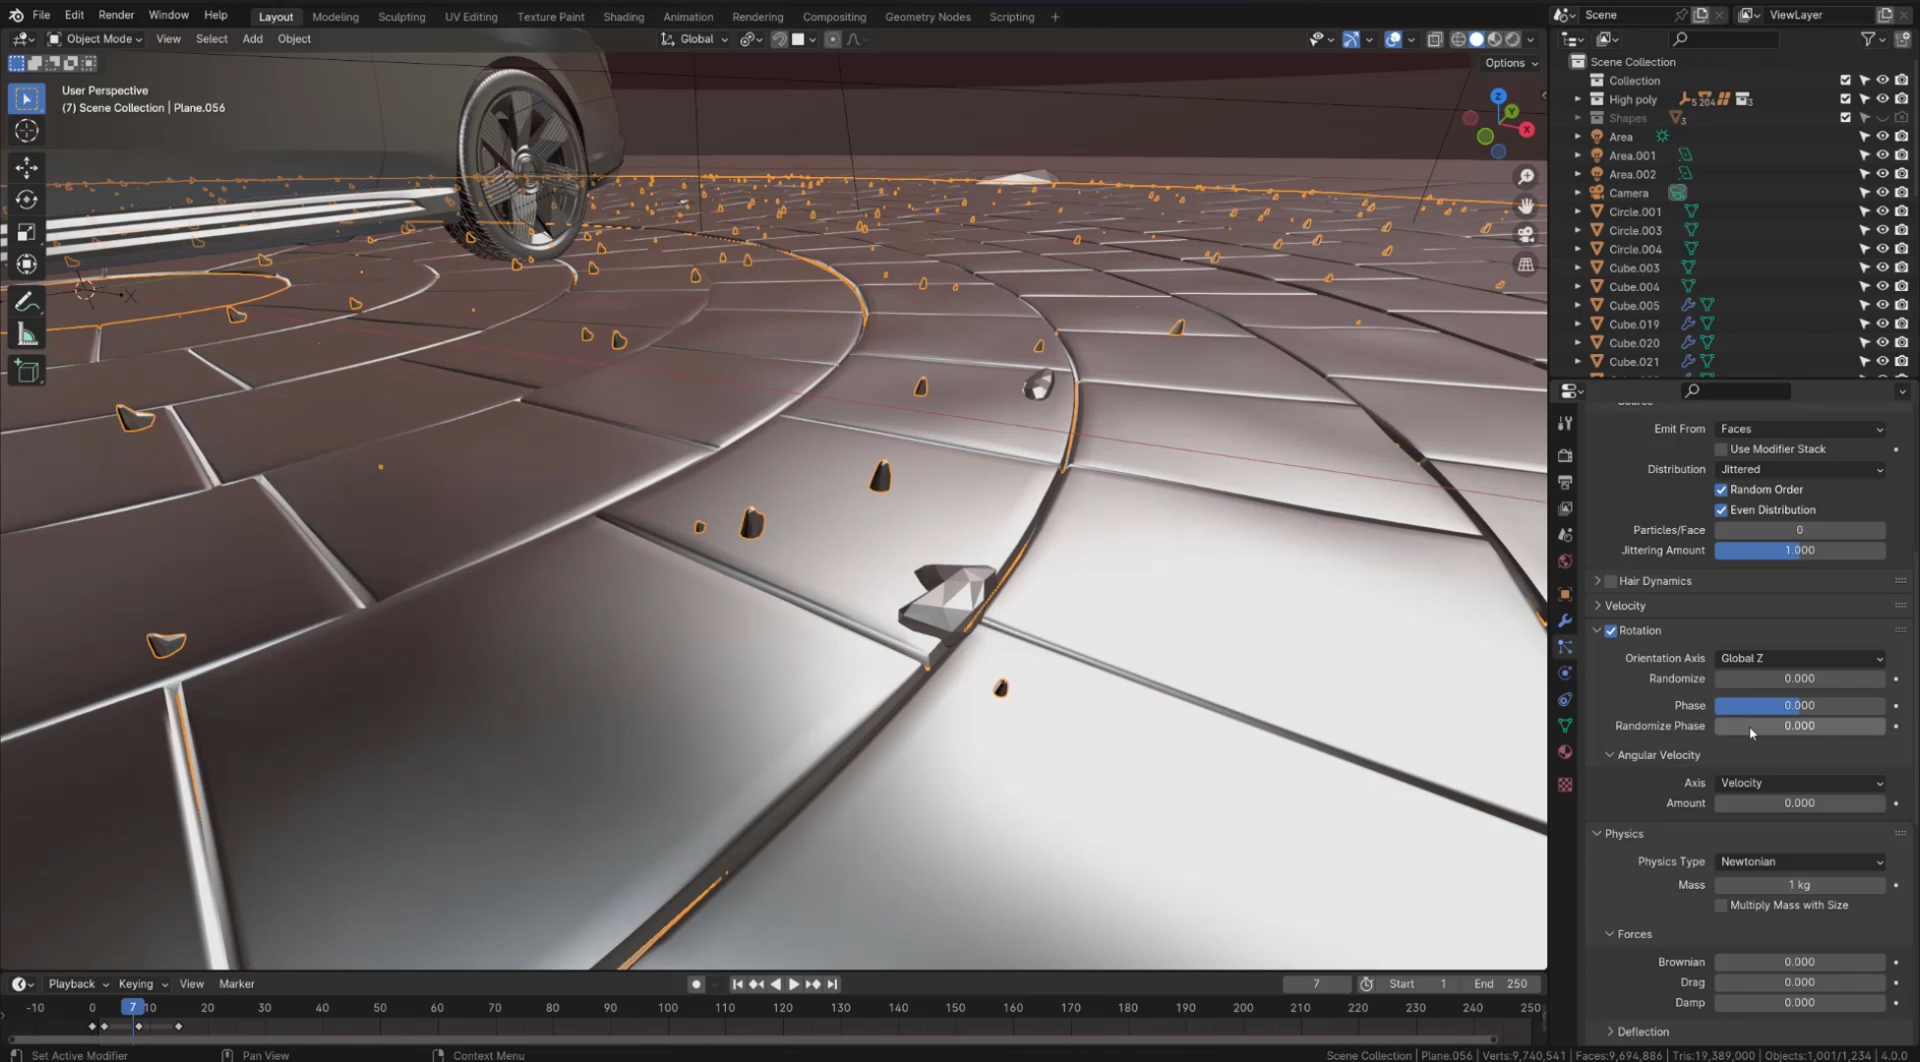 File Edit Render Window Help Layout Modeling Sculpting UV Editing Texture Paint Shading Animation Rendering Compositing Geometry Nodes Scripting +
Scene ViewLayer
Object Mode View Select Add Object Global
Options
User Perspective
(7) Scene Collection | Plane.056
Z
Y
X
Scene Collection
Collection
High poly 5 204 3
Shapes 3
Area
Area.001
Area.002
Camera
Circle.001
Circle.003
Circle.004
Cube.003
Cube.004
Cube.005
Cube.019
Cube.020
Cube.021
Emit From Faces
Use Modifier Stack
Distribution Jittered
Random Order
Even Distribution
Particles/Face 0
Jittering Amount 1.000
Hair Dynamics
Velocity
Rotation
Orientation Axis Global Z
Randomize 0.000
Phase 0.000
Randomize Phase 0.000
Angular Velocity
Axis Velocity
Amount 0.000
Physics
Physics Type Newtonian
Mass 1 kg
Multiply Mass with Size
Forces
Brownian 0.000
Drag 0.000
Damp 0.000
Deflection
Playback Keying View Marker 7 Start 1 End 250
-10 0 7 10 20 30 40 50 60 70 80 90 100 110 120 130 140 150 160 170 180 190 200 210 220 230 240 250
Set Active Modifier Pan View Context Menu Scene Collection | Plane.056 | Verts:9,740,541 | Faces:9,694,886 | Tris:19,389,000 | Objects:1,001/1,234 | 4.0.0